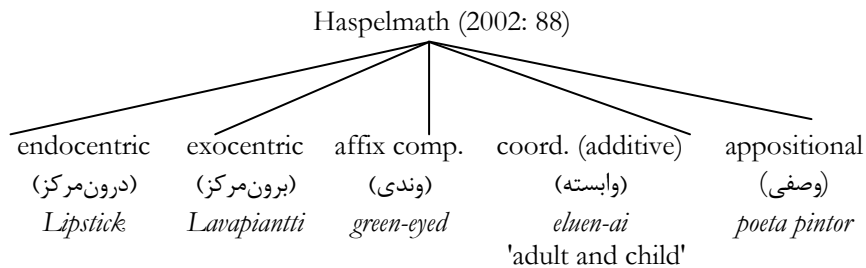 Haspelmath (2002: 88)
endocentric exocentric affix comp. coord. (additive) appositional
(درون‌مرکز) (برون‌مرکز) (وندی) (وابسته) (وصفی)
Lipstick Lavapiantti green-eyed eluen-ai poeta pintor
'adult and child'